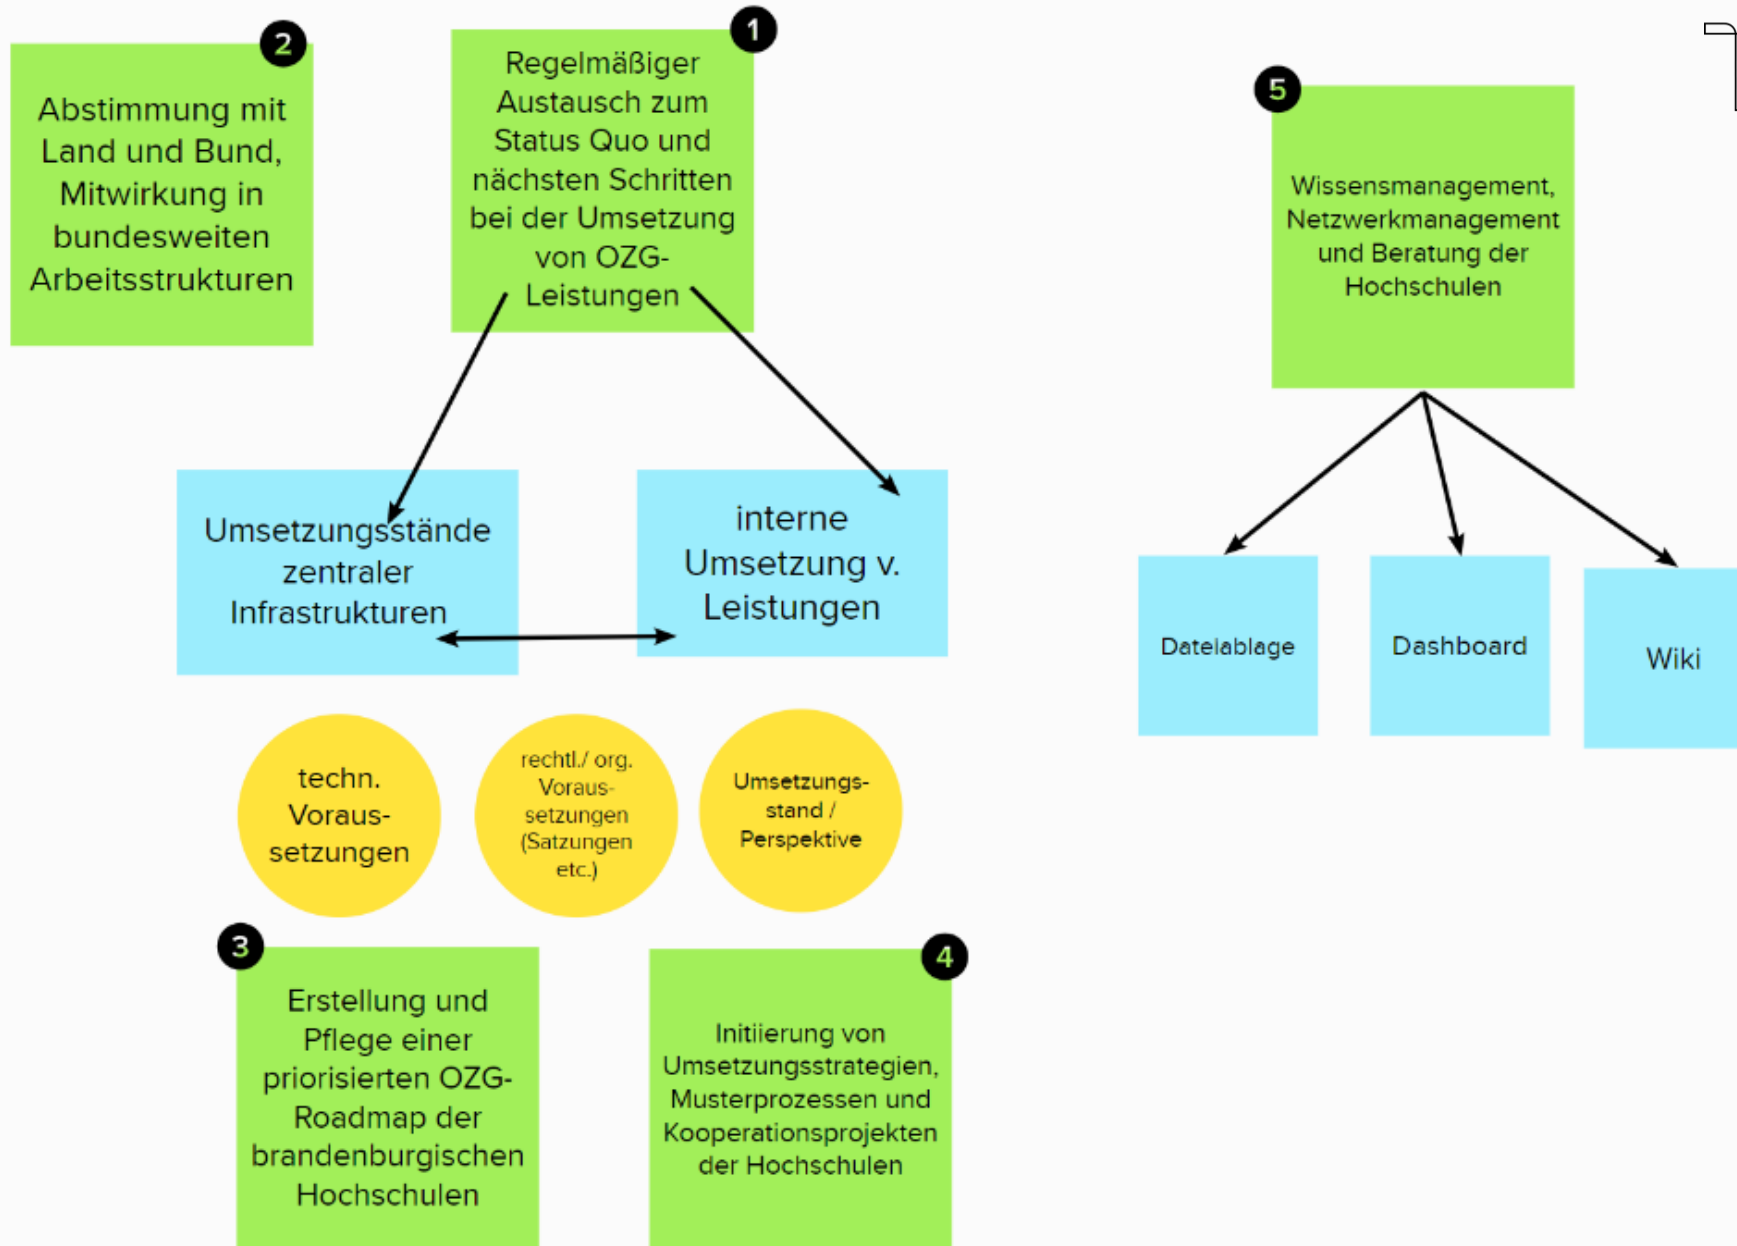 2
Abstimmung mit
Land und Bund,
Mitwirkung in
bundesweiten
Arbeitsstrukturen
1
Regelmäßiger
Austausch zum
Status Quo und
nächsten Schritten
bei der Umsetzung
von OZG-
Leistungen
5
Wissensmanagement,
Netzwerkmanagement
und Beratung der
Hochschulen
Umsetzungsstände
zentraler
Infrastrukturen
interne
Umsetzung v.
Leistungen
Dateiablage
Dashboard
Wiki
techn.
Voraus-
setzungen
rechtl./ org.
Voraus-
setzungen
(Satzungen
etc.)
Umsetzungs-
stand /
Perspektive
3
Erstellung und
Pflege einer
priorisierten OZG-
Roadmap der
brandenburgischen
Hochschulen
4
Initiierung von
Umsetzungsstrategien,
Musterprozessen und
Kooperationsprojekten
der Hochschulen